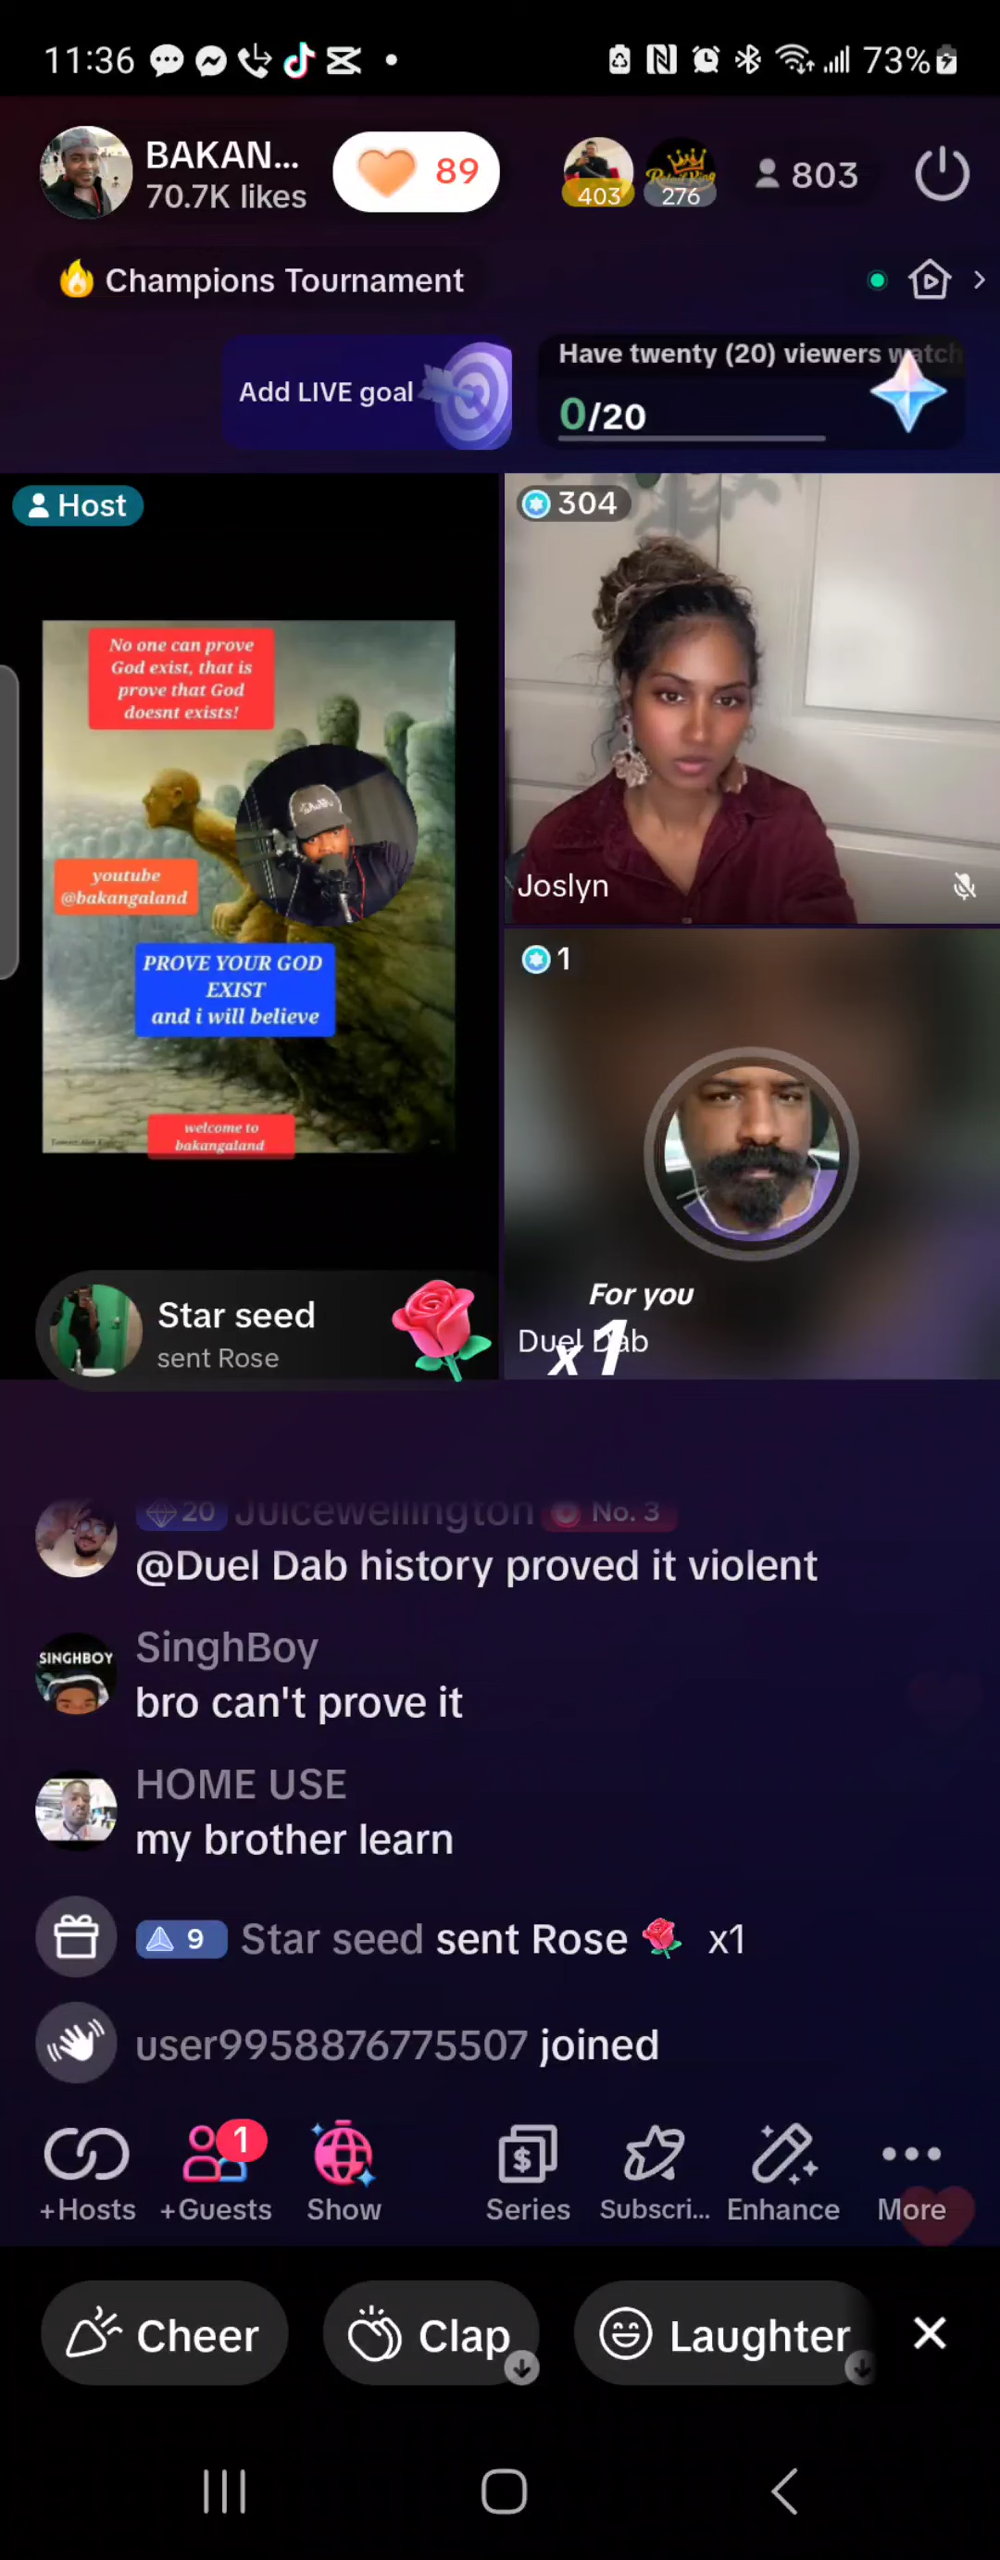 11:36
73%
BAKAN...
70.7K likes
89
403
276
803
Champions Tournament
Add LIVE goal
Have twenty (20) viewers watch
0/20
Host
No one can prove
God exist, that is
prove that God
doesnt exists!
youtube
@bakangaland
PROVE YOUR GOD
EXIST
and i will believe
welcome to
bakangaland
304
Joslyn
1
For you
Duel Dab
x1
Star seed
sent Rose
20 Juicewellington No. 3
@Duel Dab history proved it violent
SINGHBOY
SinghBoy
bro can't prove it
HOME USE
my brother learn
9 Star seed sent Rose x1
user9958876775507 joined
1
+Hosts
+Guests
Show
Series
Subscri...
Enhance
More
Cheer
Clap
Laughter